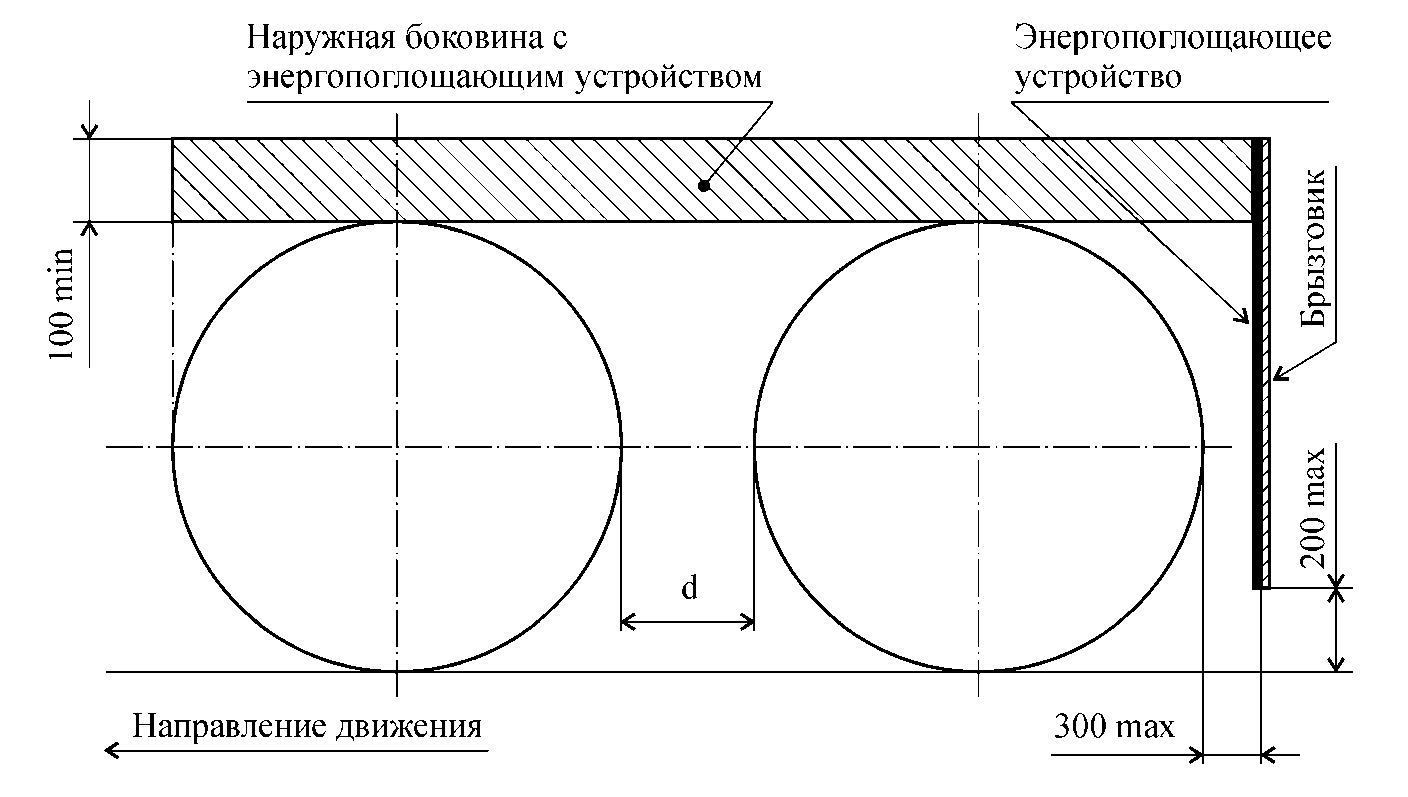 Наружная боковина с
энергопоглощающим устройством
Энергопоглощающее
устройство
100 min
Брызговик
200 max
d
300 max
Направление движения